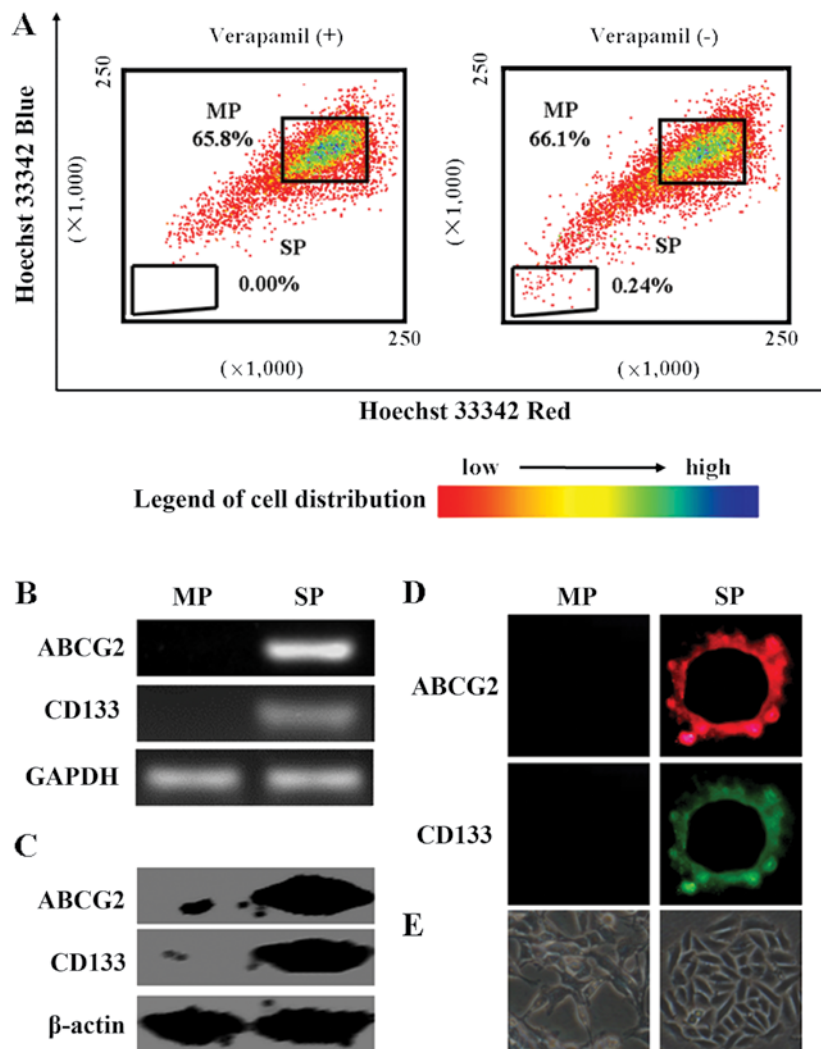 A
Verapamil (+)
Verapamil (-)
250
250
Hoechst 33342 Blue
(×1,000)
(×1,000)
MP
65.8%
MP
66.1%
SP
0.00%
SP
0.24%
250
250
(×1,000)
(×1,000)
Hoechst 33342 Red
low
high
Legend of cell distribution
B
MP
SP
ABCG2
CD133
GAPDH
C
ABCG2
CD133
β-actin
D
MP
SP
ABCG2
CD133
E